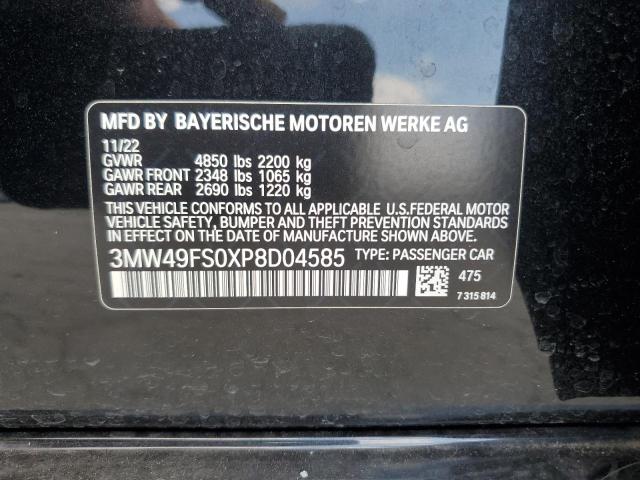 MFD BY BAYERISCHE MOTOREN WERKE AG
11/22
GVWR 4850 lbs 2200 kg
GAWR FRONT 2348 lbs 1065 kg
GAWR REAR 2690 lbs 1220 kg
THIS VEHICLE CONFORMS TO ALL APPLICABLE U.S.FEDERAL MOTOR
VEHICLE SAFETY, BUMPER AND THEFT PREVENTION STANDARDS
IN EFFECT ON THE DATE OF MANUFACTURE SHOWN ABOVE.
3MW49FS0XP8D04585 TYPE: PASSENGER CAR
475
7315814